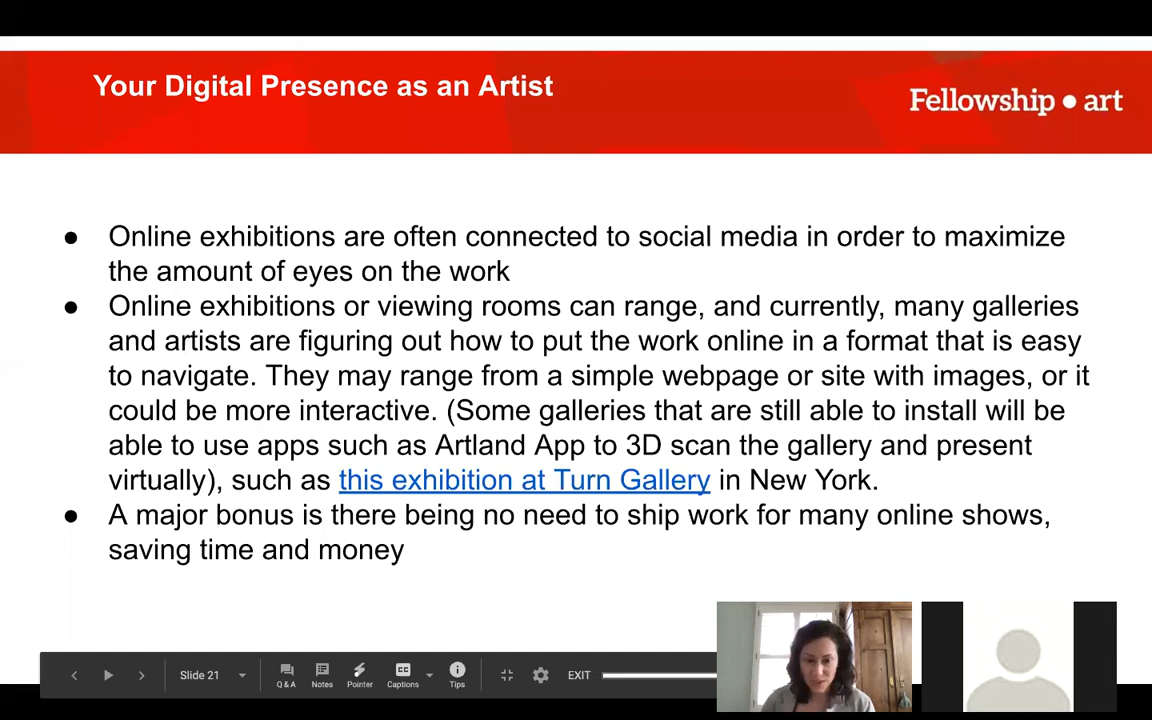 Your Digital Presence as an Artist
Fellowship ● art
● Online exhibitions are often connected to social media in order to maximize
the amount of eyes on the work
● Online exhibitions or viewing rooms can range, and currently, many galleries
and artists are figuring out how to put the work online in a format that is easy
to navigate. They may range from a simple webpage or site with images, or it
could be more interactive. (Some galleries that are still able to install will be
able to use apps such as Artland App to 3D scan the gallery and present
virtually), such as this exhibition at Turn Gallery in New York.
● A major bonus is there being no need to ship work for many online shows,
saving time and money
Slide 21
Q & A
Notes
Pointer
CC
Captions
Tips
EXIT